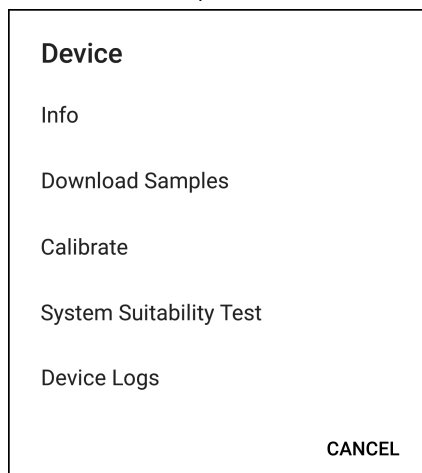 Device
Info
Download Samples
Calibrate
System Suitability Test
Device Logs
CANCEL